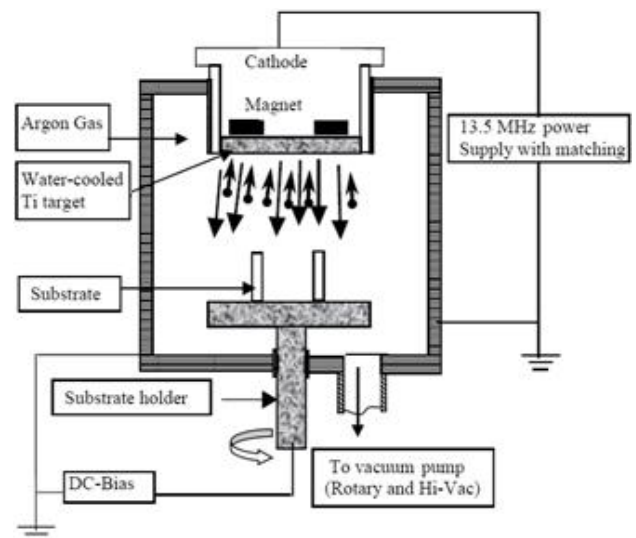 Cathode
Magnet
Argon Gas
13.5 MHz power
Supply with matching
Water-cooled
Ti target
Substrate
Substrate holder
To vacuum pump
(Rotary and Hi-Vac)
DC-Bias